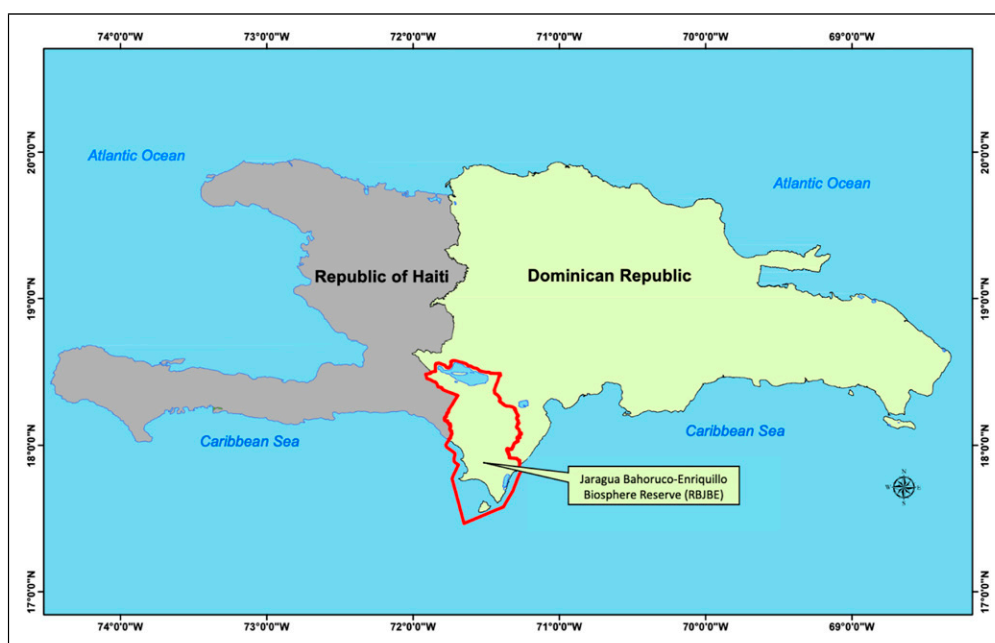 74°0'0"W 73°0'0"W 72°0'0"W 71°0'0"W 70°0'0"W 69°0'0"W
20°0'0"N
20°0'0"N
Atlantic Ocean
Atlantic Ocean
Republic of Haiti
Dominican Republic
19°0'0"N
19°0'0"N
Caribbean Sea
Caribbean Sea
18°0'0"N
18°0'0"N
Jaragua Bahoruco-Enriquillo
Biosphere Reserve (RBJBE)
N
W E
S
17°0'0"N
17°0'0"N
74°0'0"W 73°0'0"W 72°0'0"W 71°0'0"W 70°0'0"W 69°0'0"W